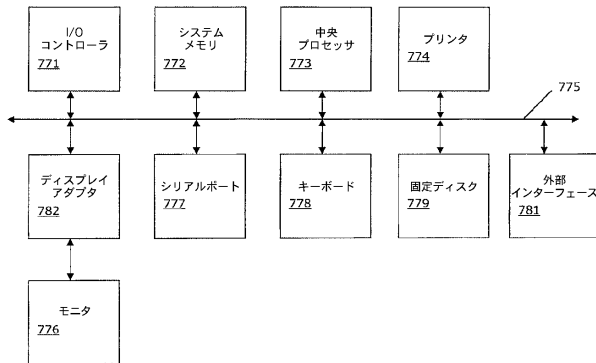 I/O
コントローラ
771
システム
メモリ
772
中央
プロセッサ
773
プリンタ
774
775
ディスプレイ
アダプタ
782
シリアルポート
777
キーボード
778
固定ディスク
779
外部
インターフェース
781
モニタ
776